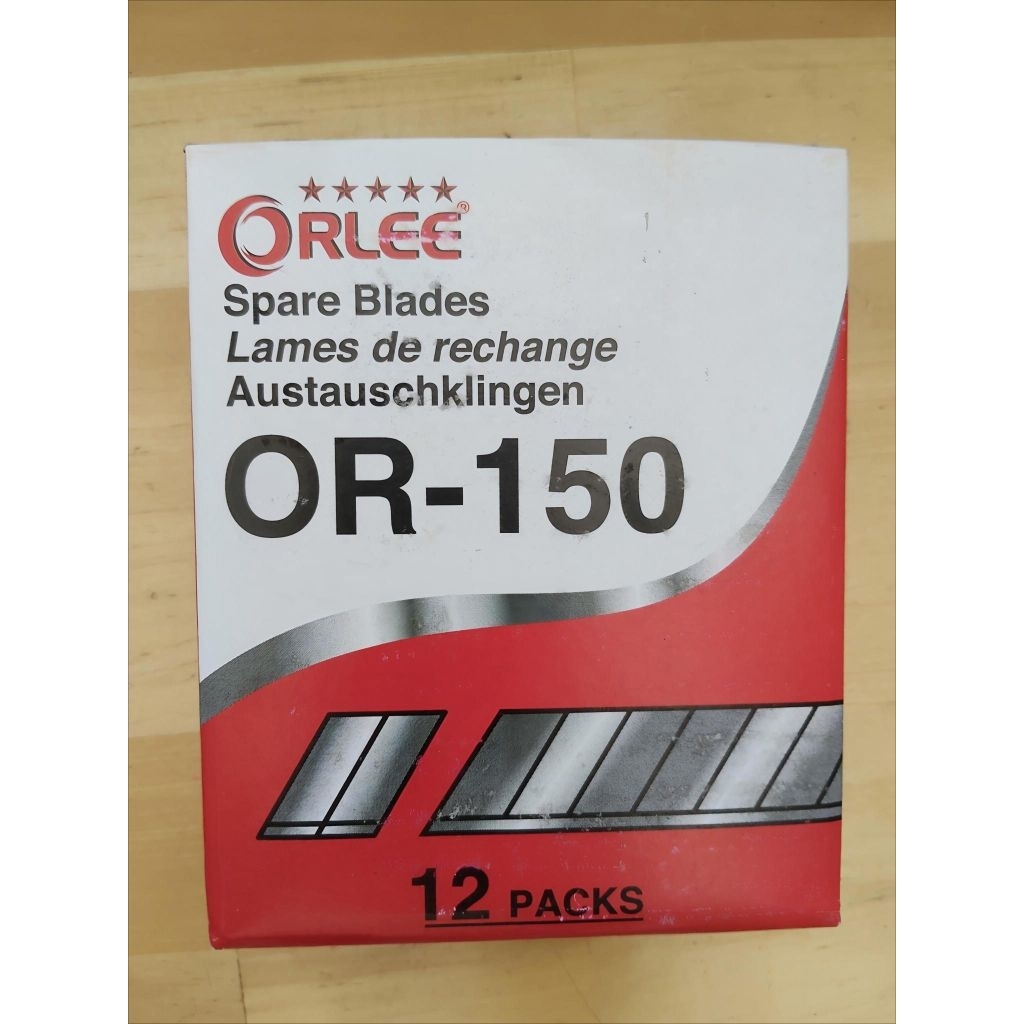 ORLEE®
Spare Blades
Lames de rechange
Austauschklingen
OR-150
12 PACKS